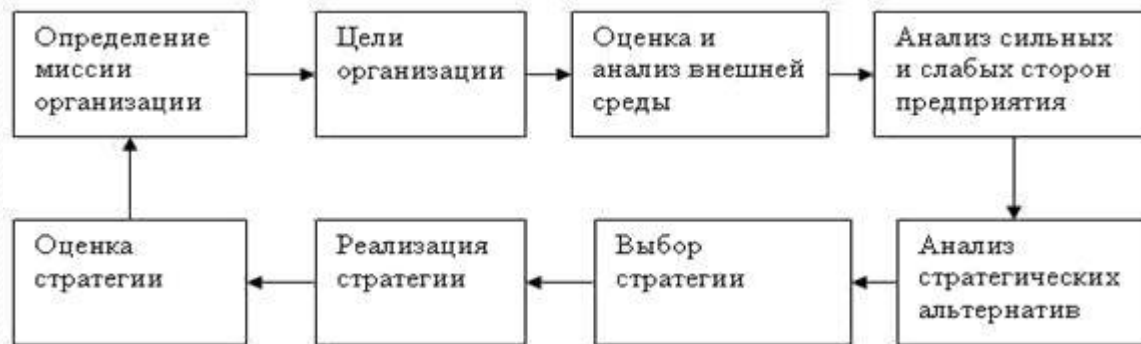 Определение
миссии
организации
Цели
организации
Оценка и
анализ внешней
среды
Анализ сильных
и слабых сторон
предприятия
Оценка
стратегии
Реализация
стратегии
Выбор
стратегии
Анализ
стратегических
альтернатив